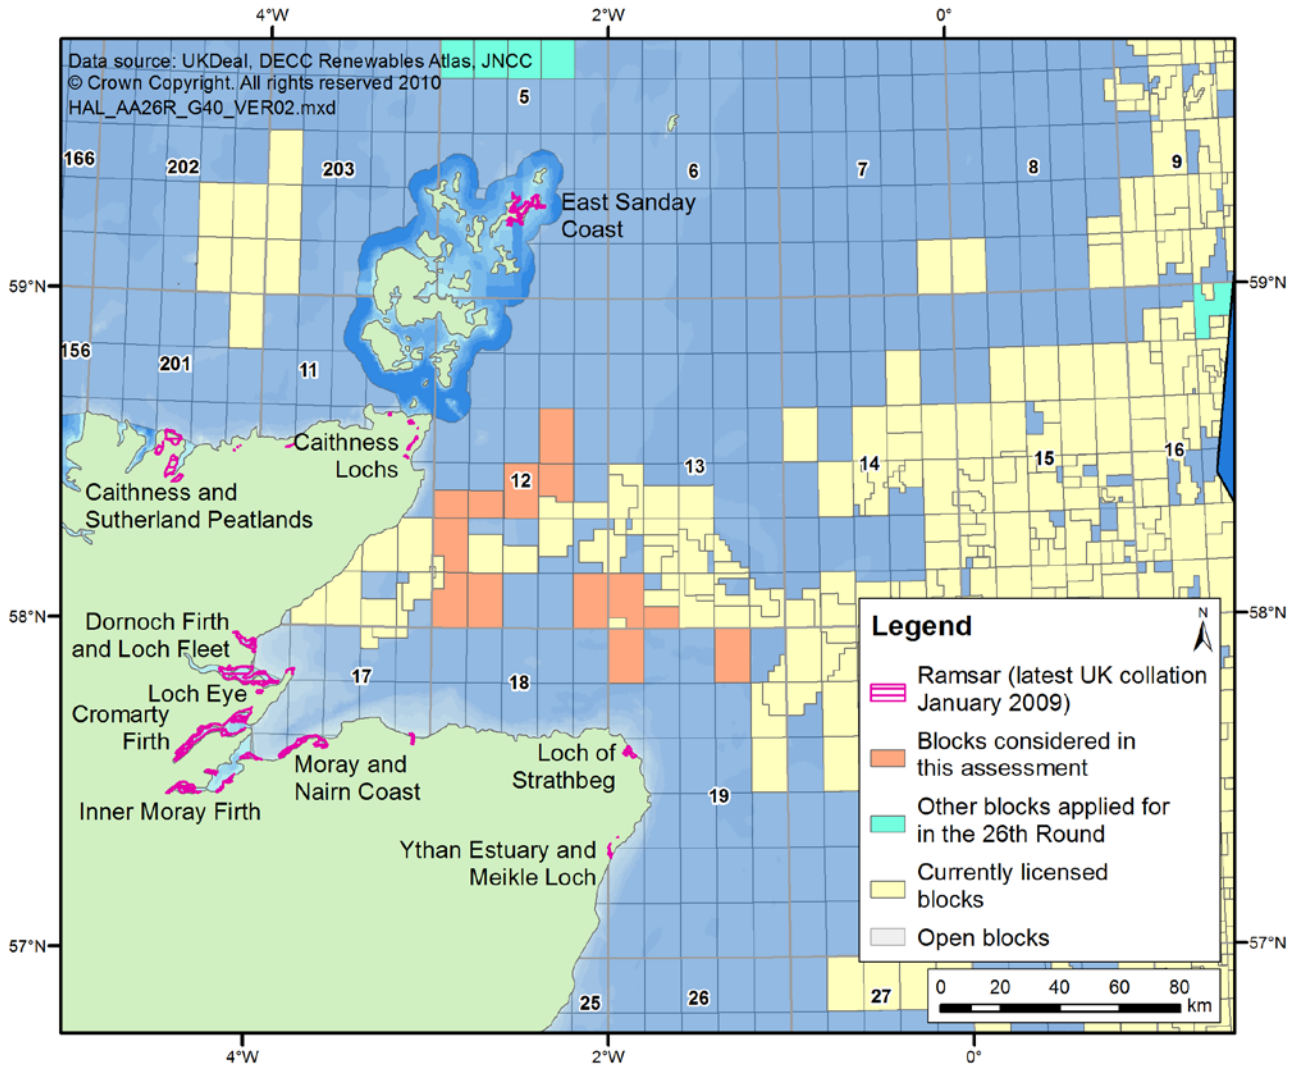 4°W
2°W
0°
Data source: UKDeal, DECC Renewables Atlas, JNCC
© Crown Copyright. All rights reserved 2010
HAL_AA26R_G40_VER02.mxd
5
166
202
203
6
7
8
9
East Sanday
Coast
59°N
59°N
156
201
11
Caithness
Lochs
12
13
14
15
16
Caithness and
Sutherland Peatlands
58°N
58°N
Dornoch Firth
and Loch Fleet
Loch Eye
Cromarty
Firth
17
18
Moray and
Nairn Coast
Inner Moray Firth
Loch of
Strathbeg
19
Ythan Estuary and
Meikle Loch
57°N
57°N
25
26
27
Legend
N
Ramsar (latest UK collation
January 2009)
Blocks considered in
this assessment
Other blocks applied for
in the 26th Round
Currently licensed
blocks
Open blocks
0 20 40 60 80
km
4°W
2°W
0°